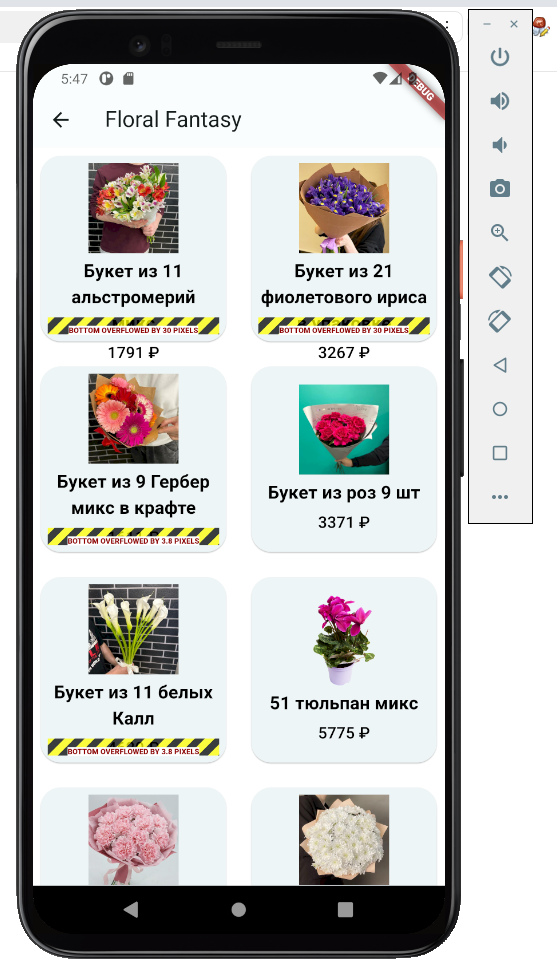 5:47
DEBUG
Floral Fantasy
Букет из 11
альстромерий
BOTTOM OVERFLOWED BY 30 PIXELS
1791 ₽
Букет из 21
фиолетового ириса
BOTTOM OVERFLOWED BY 30 PIXELS
3267 ₽
Букет из 9 Гербер
микс в крафте
BOTTOM OVERFLOWED BY 3.8 PIXELS
Букет из роз 9 шт
3371 ₽
Букет из 11 белых
Калл
BOTTOM OVERFLOWED BY 3.8 PIXELS
51 тюльпан микс
5775 ₽